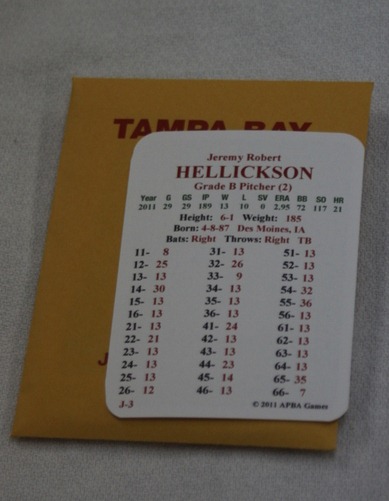 TAMPA BAY
J
Jeremy Robert
HELLICKSON
Grade B Pitcher (2)
Year G GS IP W L SV ERA BB SO HR
2011 29 29 189 13 10 0 2.95 72 117 21
Height: 6-1 Weight: 185
Born: 4-8-87 Des Moines, IA
Bats: Right Throws: Right TB
11- 8 31- 13 51- 13
12- 25 32- 26 52- 13
13- 13 33- 9 53- 13
14- 30 34- 13 54- 32
15- 13 35- 13 55- 36
16- 13 36- 13 56- 13
21- 13 41- 24 61- 13
22- 21 42- 13 62- 13
23- 13 43- 13 63- 13
24- 13 44- 23 64- 13
25- 13 45- 14 65- 35
26- 12 46- 13 66- 7
J-3 © 2011 APBA Games